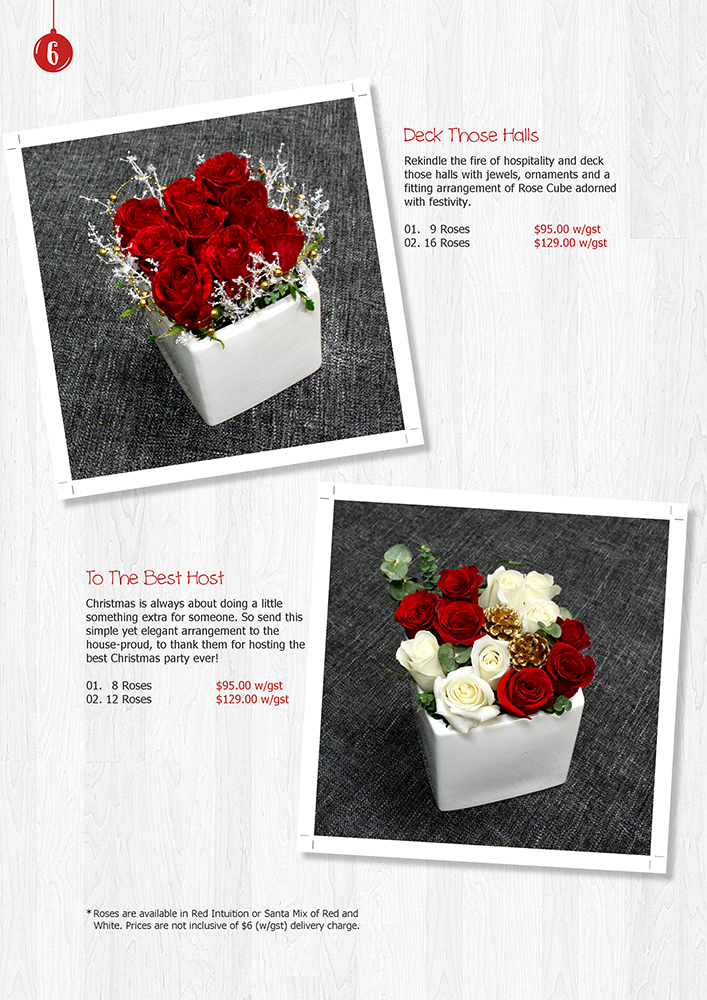 6
Deck Those Halls
Rekindle the fire of hospitality and deck
those halls with jewels, ornaments and a
fitting arrangement of Rose Cube adorned
with festivity.
01. 9 Roses $95.00 w/gst
02. 16 Roses $129.00 w/gst
To The Best Host
Christmas is always about doing a little
something extra for someone. So send this
simple yet elegant arrangement to the
house-proud, to thank them for hosting the
best Christmas party ever!
01. 8 Roses $95.00 w/gst
02. 12 Roses $129.00 w/gst
* Roses are available in Red Intuition or Santa Mix of Red and
White. Prices are not inclusive of $6 (w/gst) delivery charge.